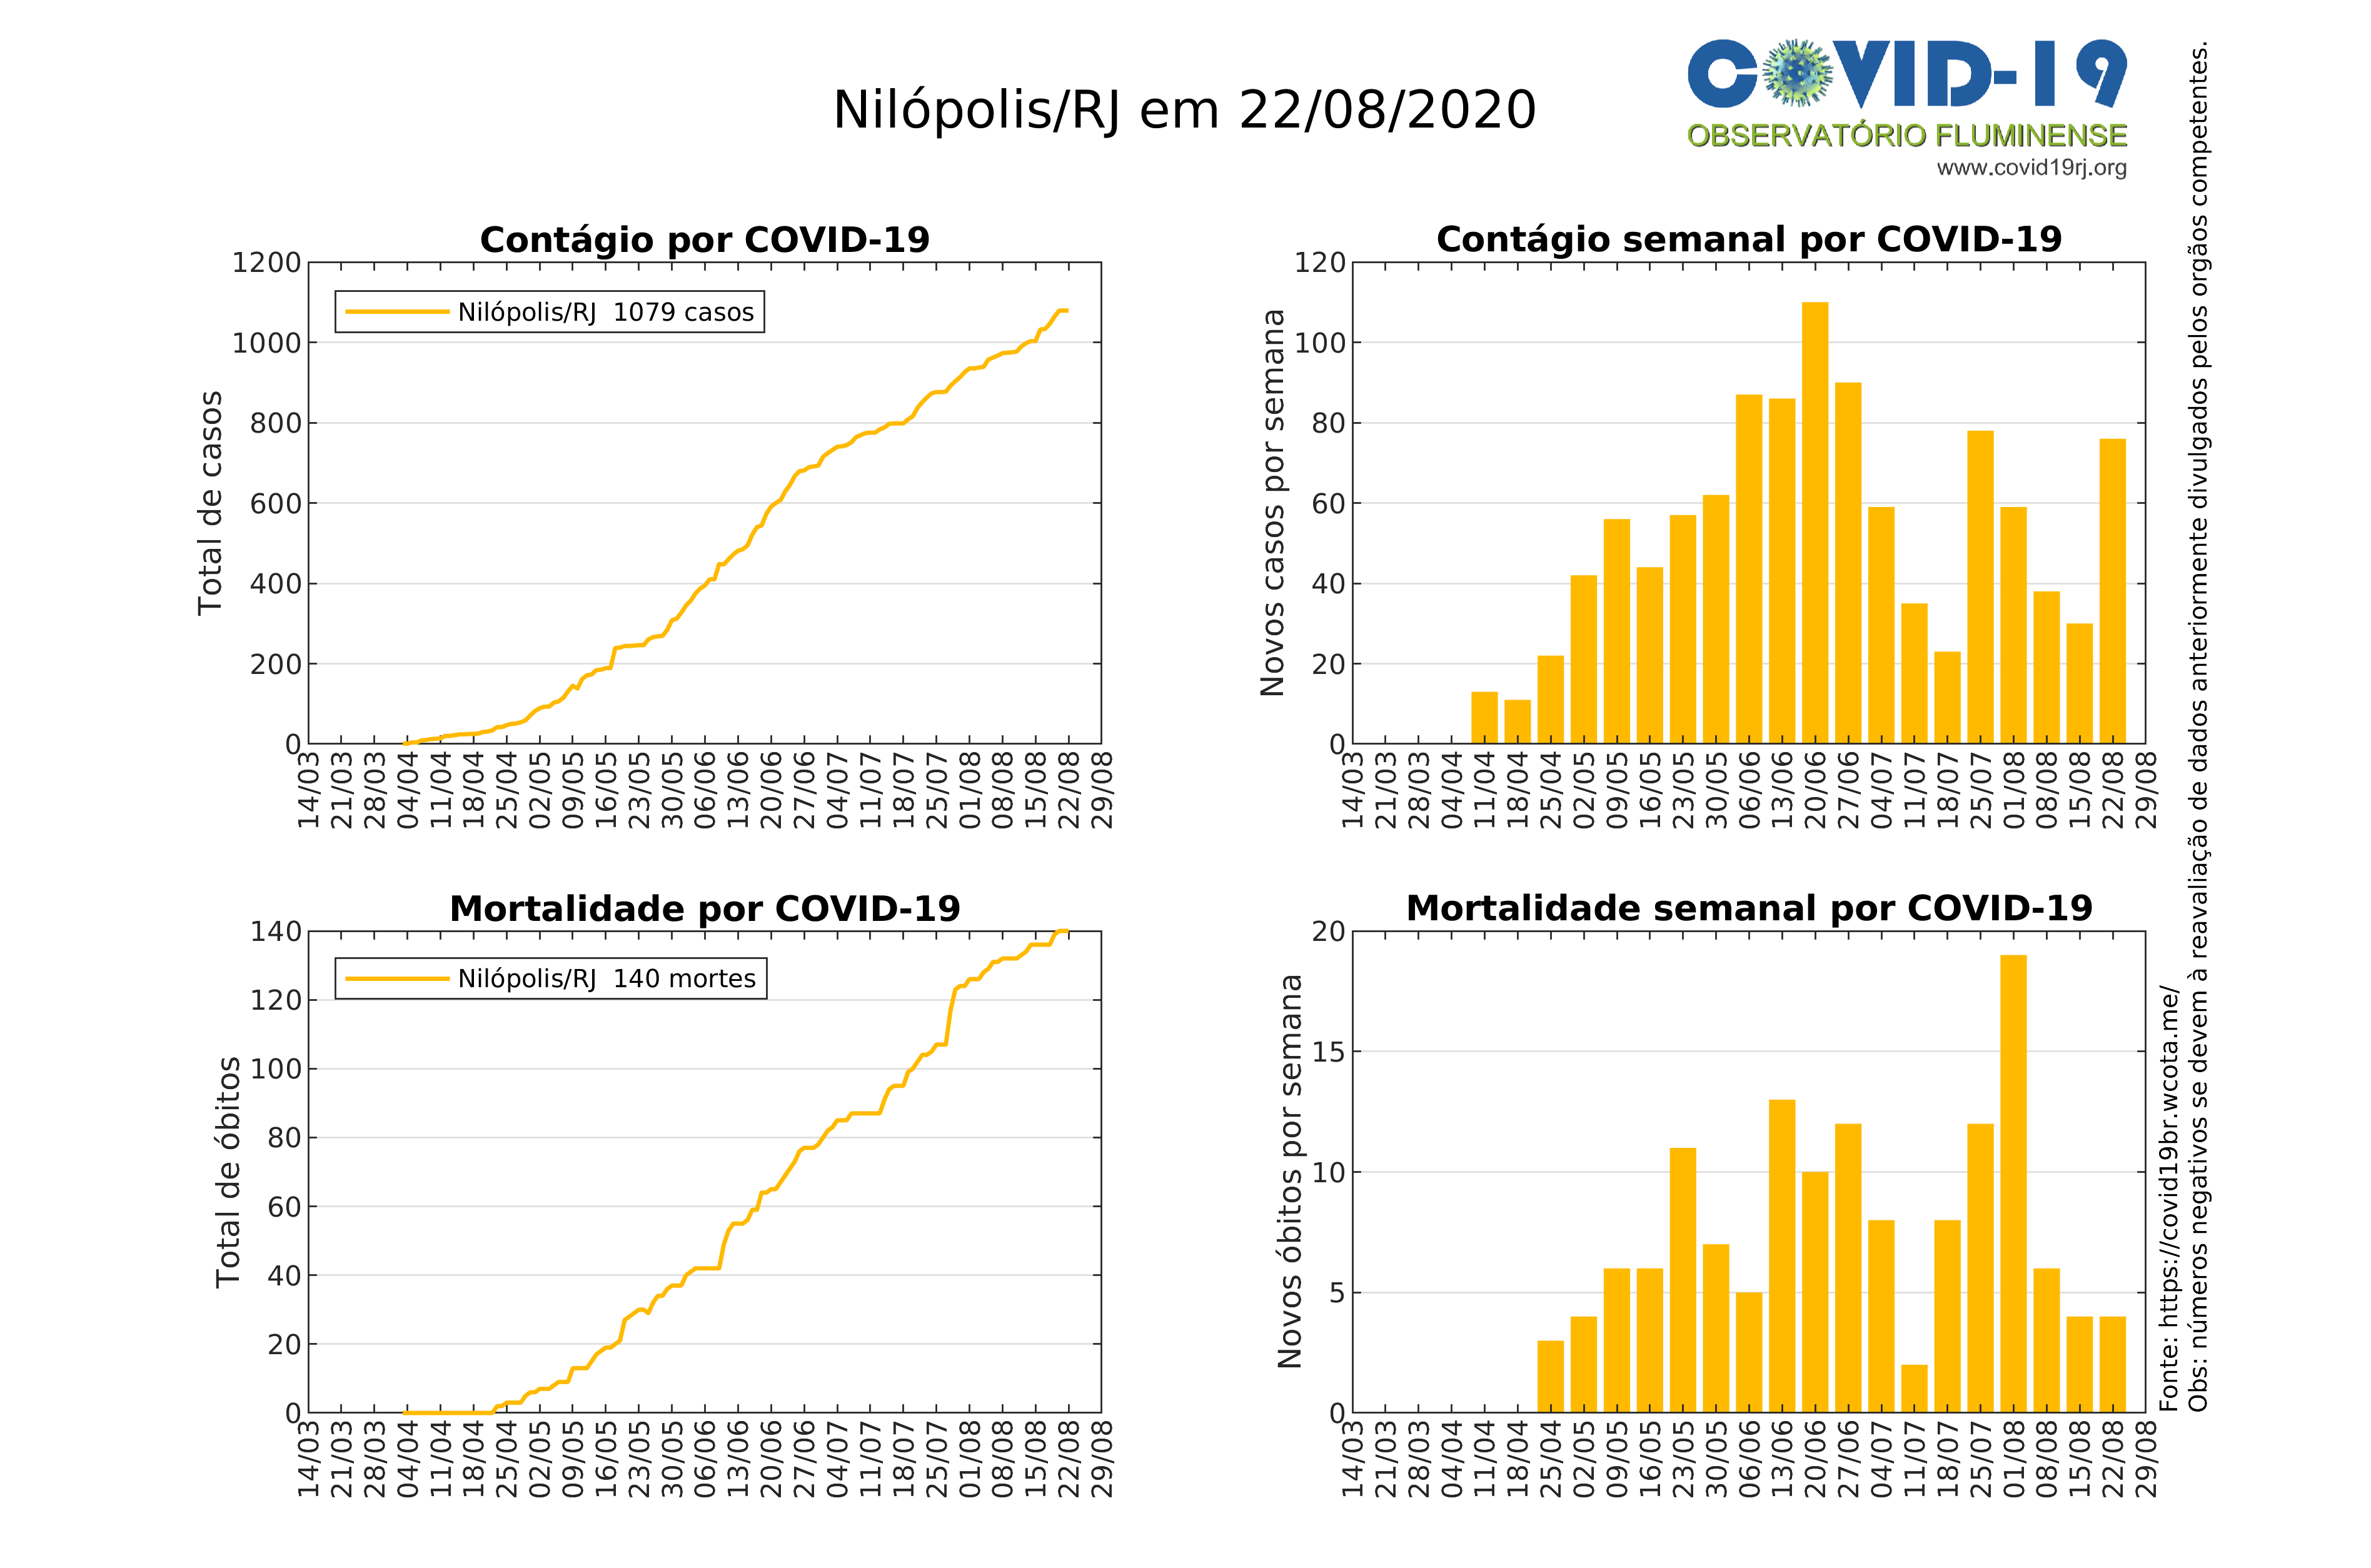 Nilópolis/RJ em 22/08/2020
COVID-19
OBSERVATÓRIO FLUMINENSE
www.covid19rj.org
Contágio por COVID-19
Total de casos
1200
1000
800
600
400
200
0
Nilópolis/RJ 1079 casos
14/03 21/03 28/03 04/04 11/04 18/04 25/04 02/05 09/05 16/05 23/05 30/05 06/06 13/06 20/06 27/06 04/07 11/07 18/07 25/07 01/08 08/08 15/08 22/08 29/08
Contágio semanal por COVID-19
Novos casos por semana
120
100
80
60
40
20
0
14/03 21/03 28/03 04/04 11/04 18/04 25/04 02/05 09/05 16/05 23/05 30/05 06/06 13/06 20/06 27/06 04/07 11/07 18/07 25/07 01/08 08/08 15/08 22/08 29/08
Mortalidade por COVID-19
Total de óbitos
140
120
100
80
60
40
20
0
Nilópolis/RJ 140 mortes
14/03 21/03 28/03 04/04 11/04 18/04 25/04 02/05 09/05 16/05 23/05 30/05 06/06 13/06 20/06 27/06 04/07 11/07 18/07 25/07 01/08 08/08 15/08 22/08 29/08
Mortalidade semanal por COVID-19
Novos óbitos por semana
20
15
10
5
0
14/03 21/03 28/03 04/04 11/04 18/04 25/04 02/05 09/05 16/05 23/05 30/05 06/06 13/06 20/06 27/06 04/07 11/07 18/07 25/07 01/08 08/08 15/08 22/08 29/08
Fonte: https://covid19br.wcota.me/
Obs: números negativos se devem à reavaliação de dados anteriormente divulgados pelos orgãos competentes.